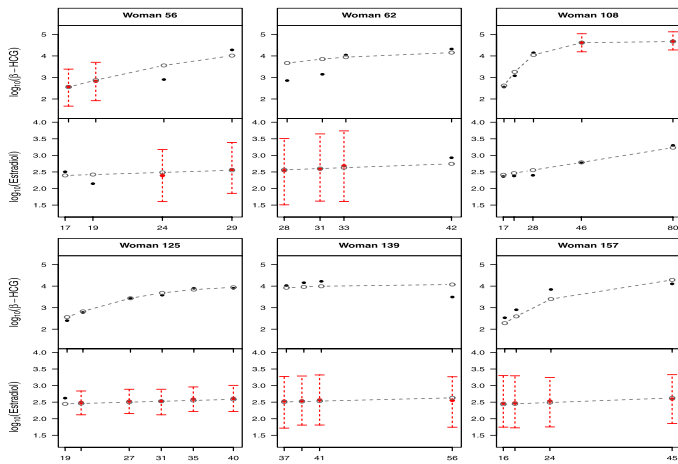 Woman 56
Woman 62
Woman 108
log10(β−HCG)
5
4
3
2
log10(Estradiol)
4.0
3.5
3.0
2.5
2.0
1.5
17 19 24 29
28 31 33 42
17 28 46 80
Woman 125
Woman 139
Woman 157
log10(β−HCG)
5
4
3
2
log10(Estradiol)
4.0
3.5
3.0
2.5
2.0
1.5
19 27 31 35 40
37 41 56
16 24 45